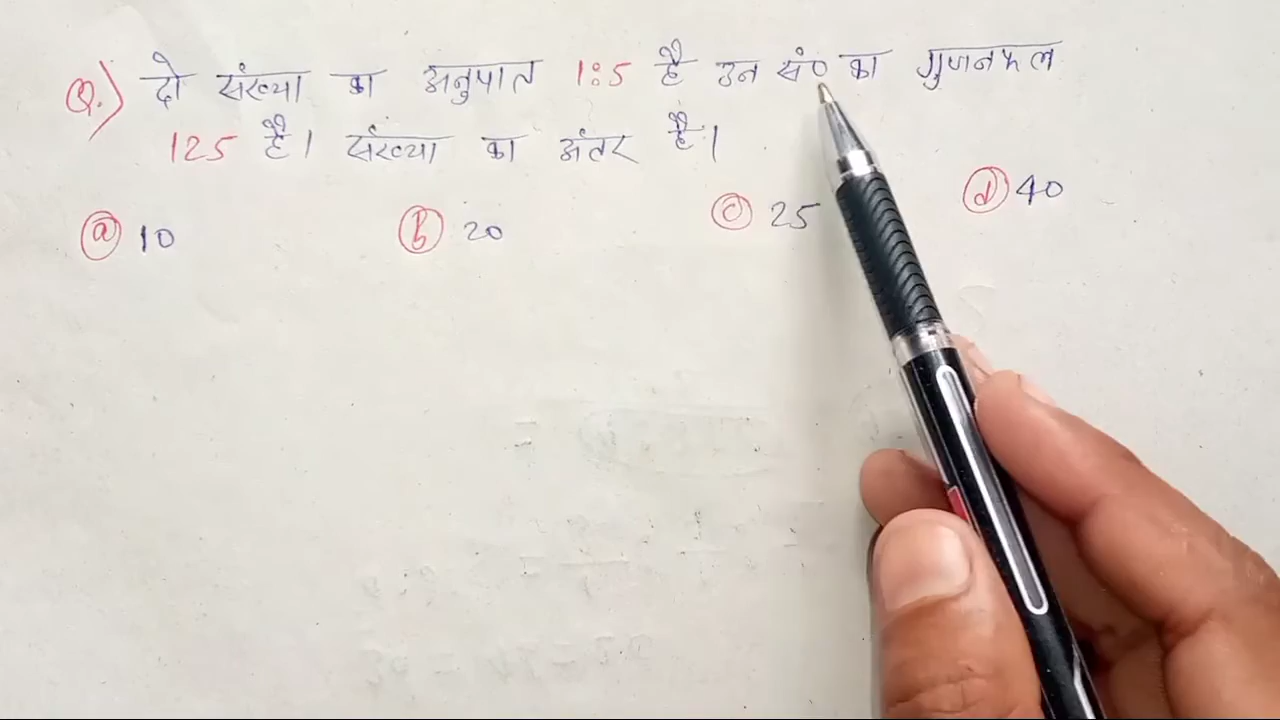 Q.) दो संख्या का अनुपात 1:5 है उन सं० का गुणनफल
125 है। संख्या का अंतर है।
(a) 10 (b) 20 (c) 25 (d) 40